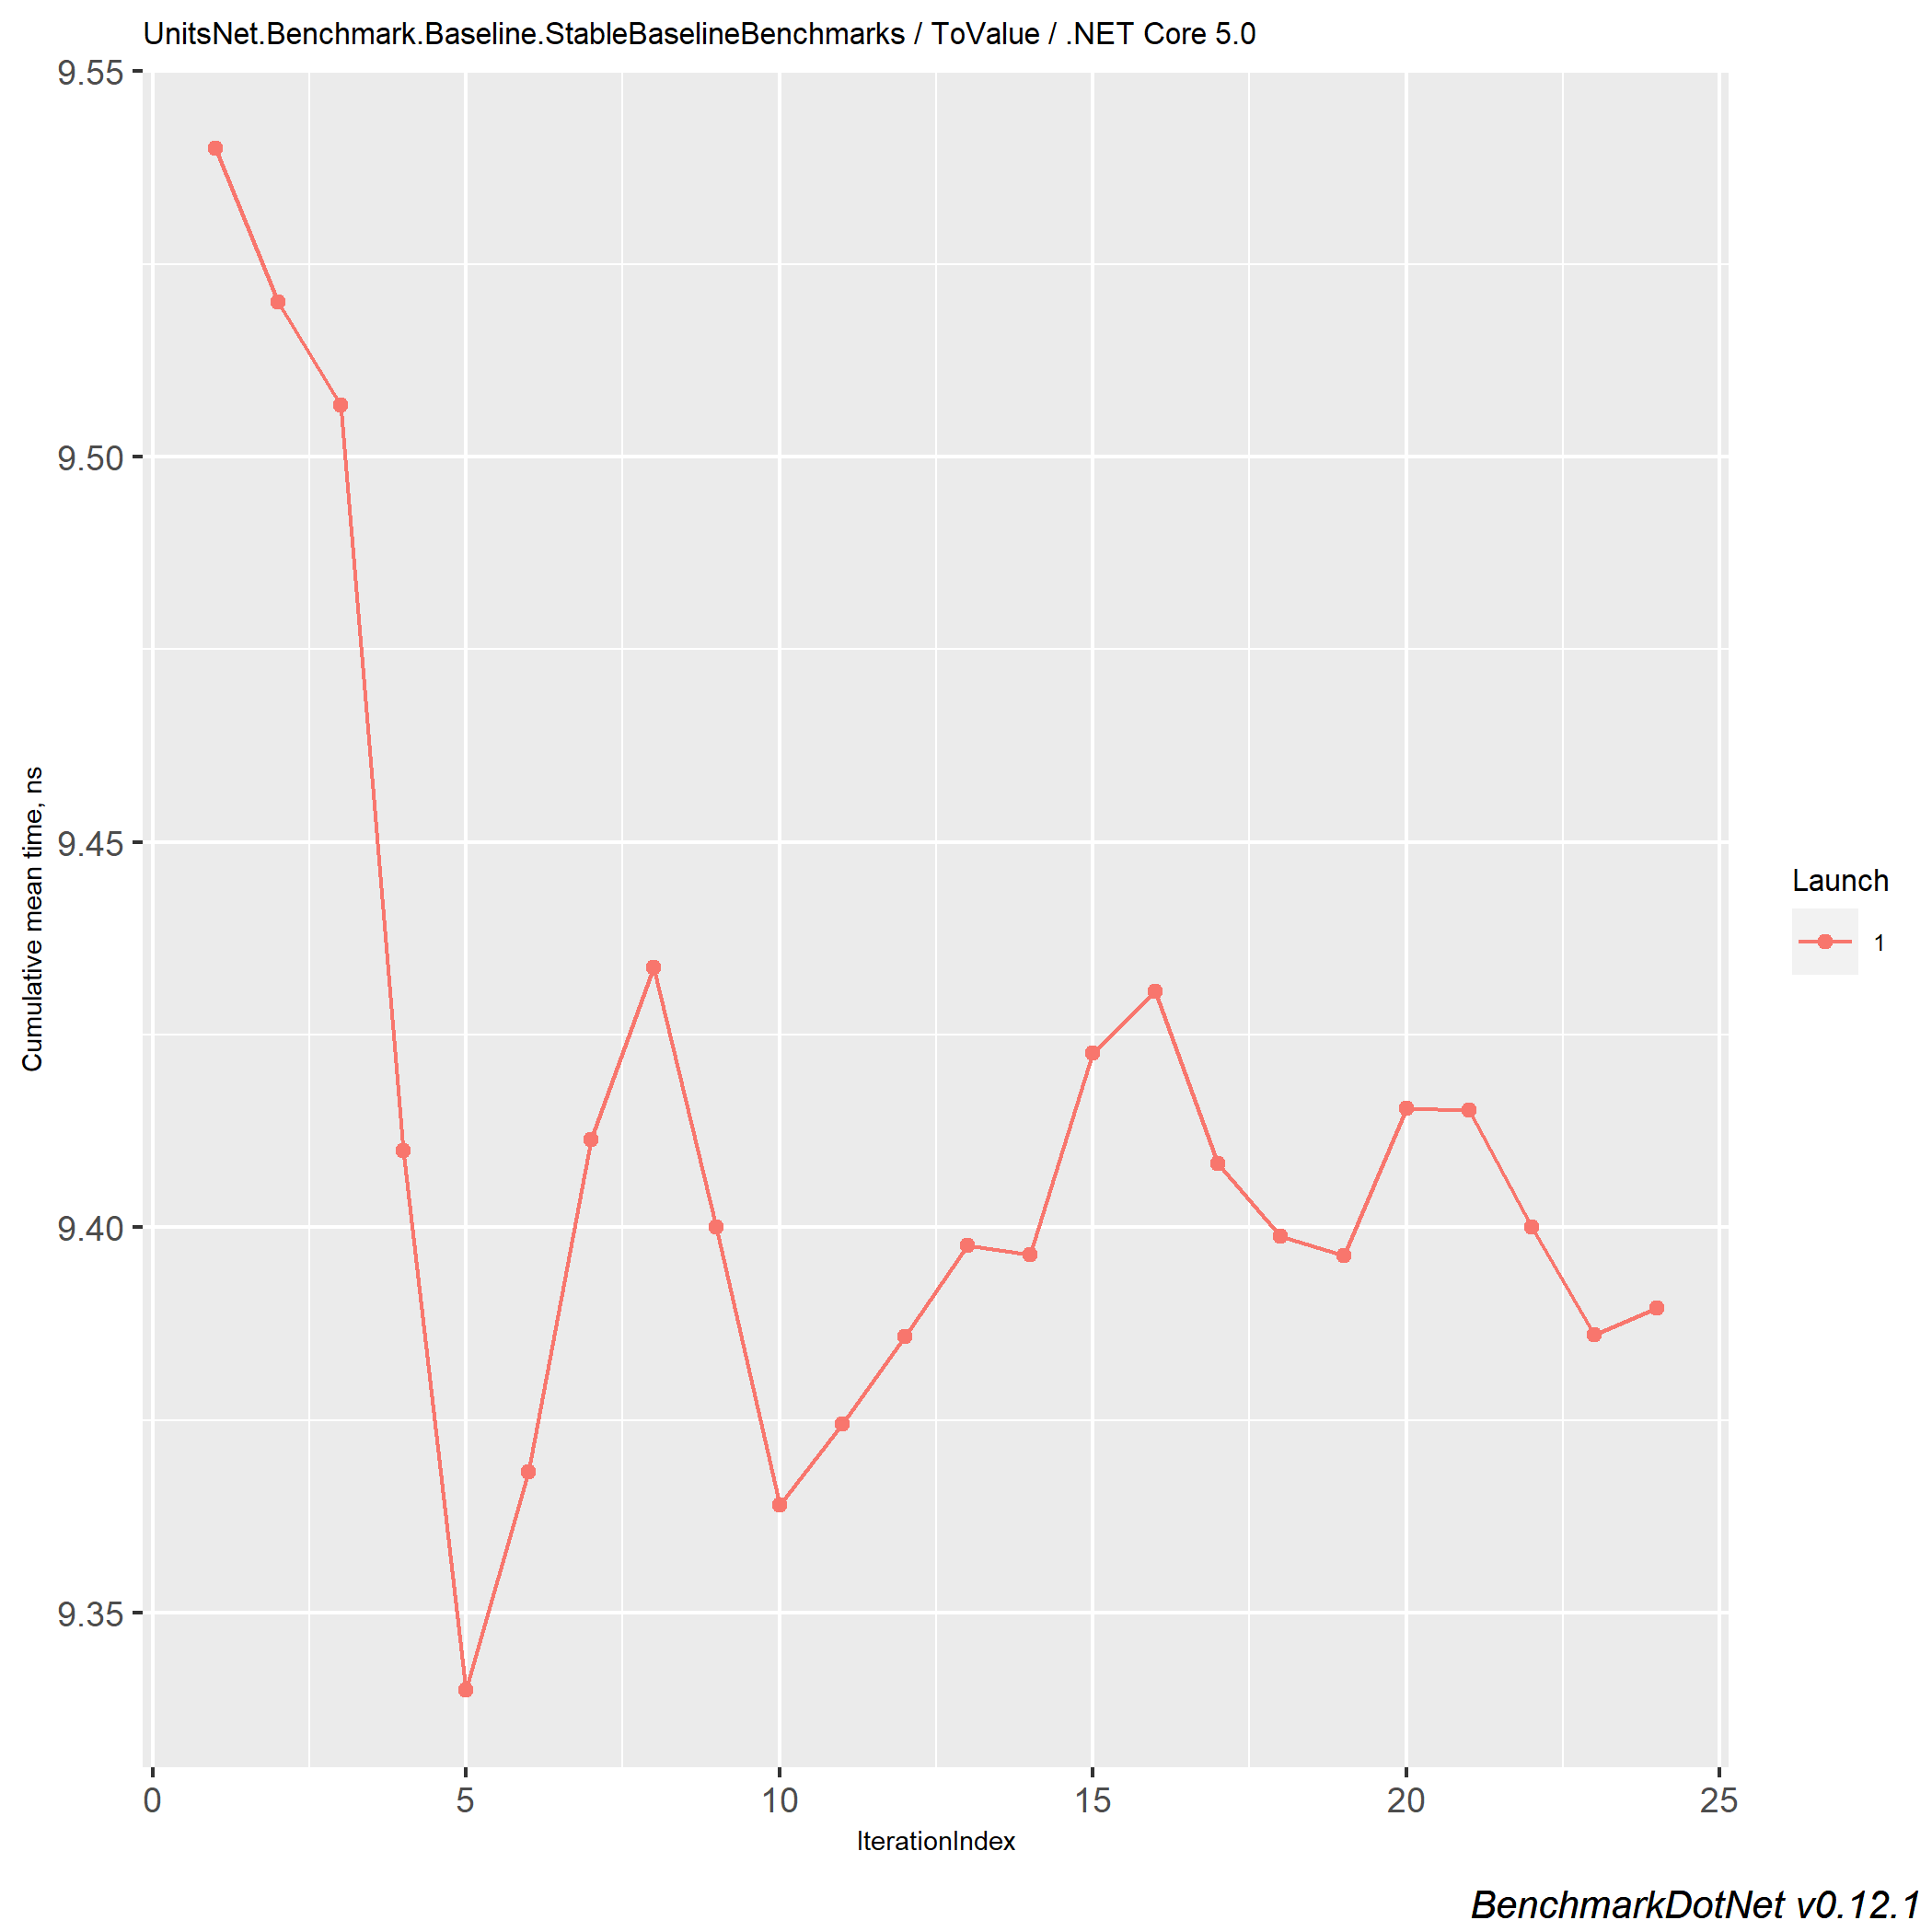 UnitsNet.Benchmark.Baseline.StableBaselineBenchmarks / ToValue / .NET Core 5.0
9.55
9.50
9.45
9.40
9.35
Cumulative mean time, ns
0 5 10 15 20 25
IterationIndex
Launch
1
BenchmarkDotNet v0.12.1